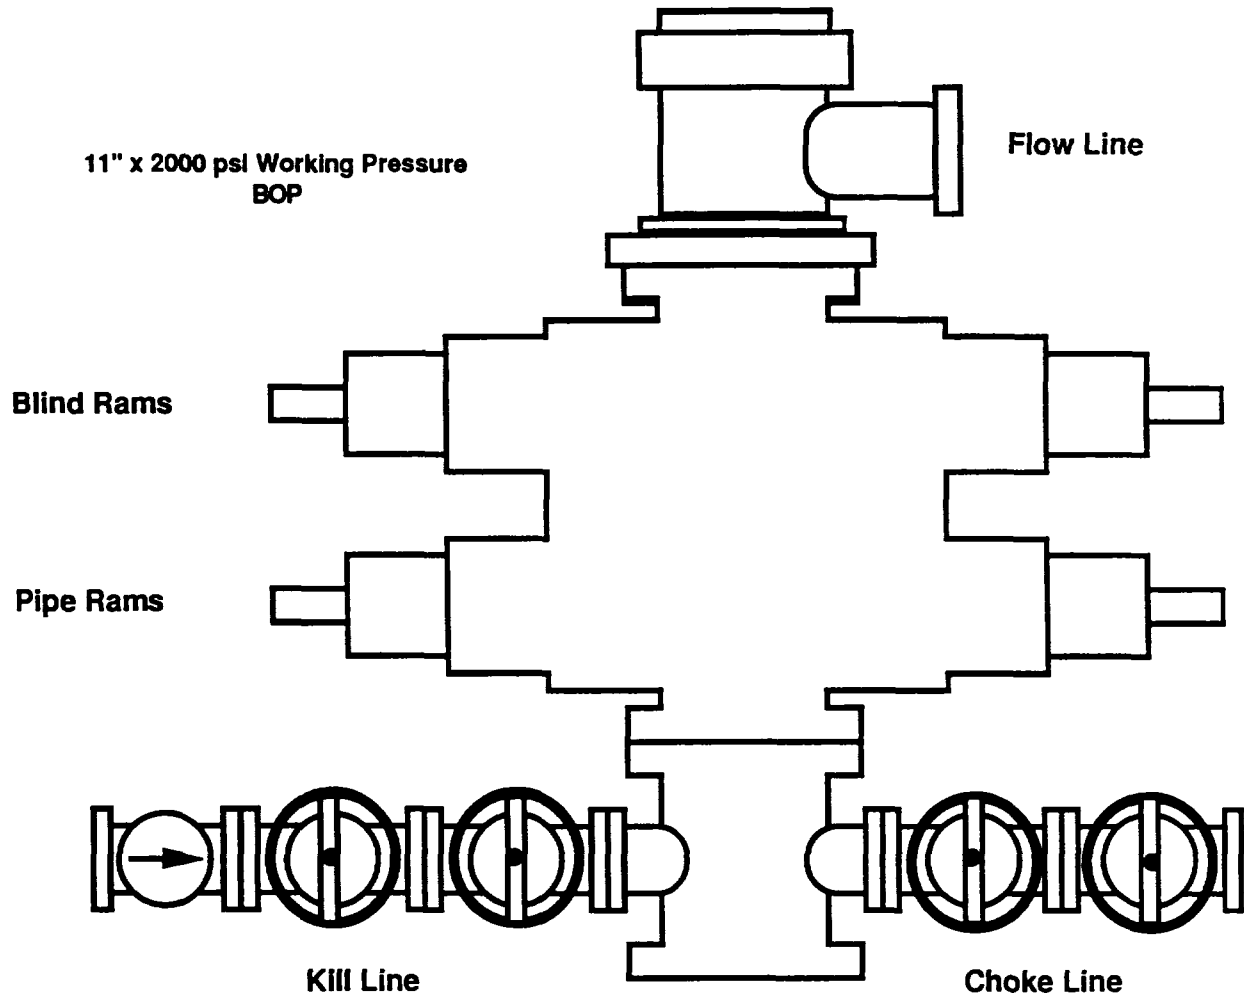 11" x 2000 psi Working Pressure
BOP
Flow Line
Blind Rams
Pipe Rams
Kill Line
Choke Line